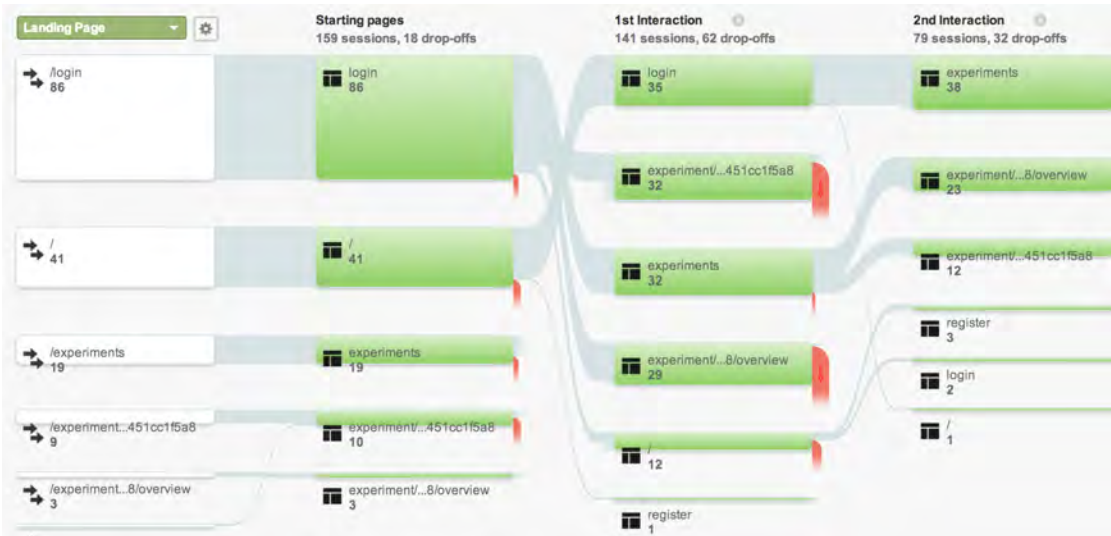 Landing Page
/login
86
/
41
/experiments
19
/experiment...451cc1f5a8
9
/experiment...8/overview
3
Starting pages
159 sessions, 18 drop-offs
login
86
/
41
experiments
19
experiment/...451cc1f5a8
10
experiment/...8/overview
3
1st Interaction
141 sessions, 62 drop-offs
login
35
experiment/...451cc1f5a8
32
experiments
32
experiment/...8/overview
29
/
12
register
1
2nd Interaction
79 sessions, 32 drop-offs
experiments
38
experiment/...8/overview
23
experiment/...451cc1f5a8
12
register
3
login
2
/
1